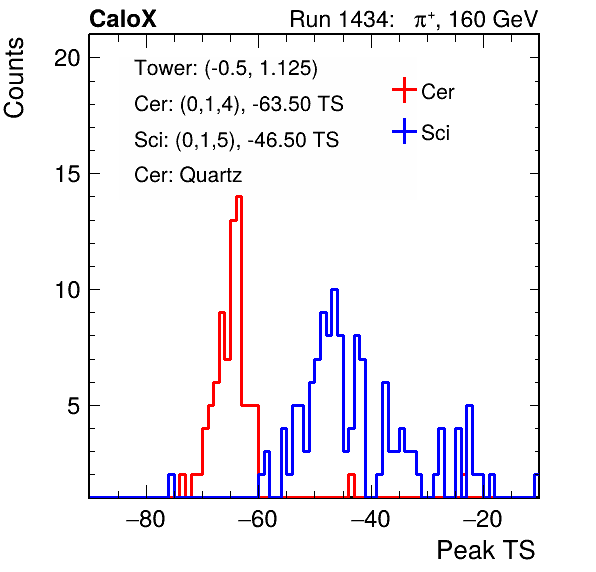 CaloX Run 1434: π⁺, 160 GeV
Counts
Tower: (-0.5, 1.125)
Cer: (0,1,4), -63.50 TS
Sci: (0,1,5), -46.50 TS
Cer: Quartz
Cer
Sci
20
15
10
5
−80 −60 −40 −20
Peak TS